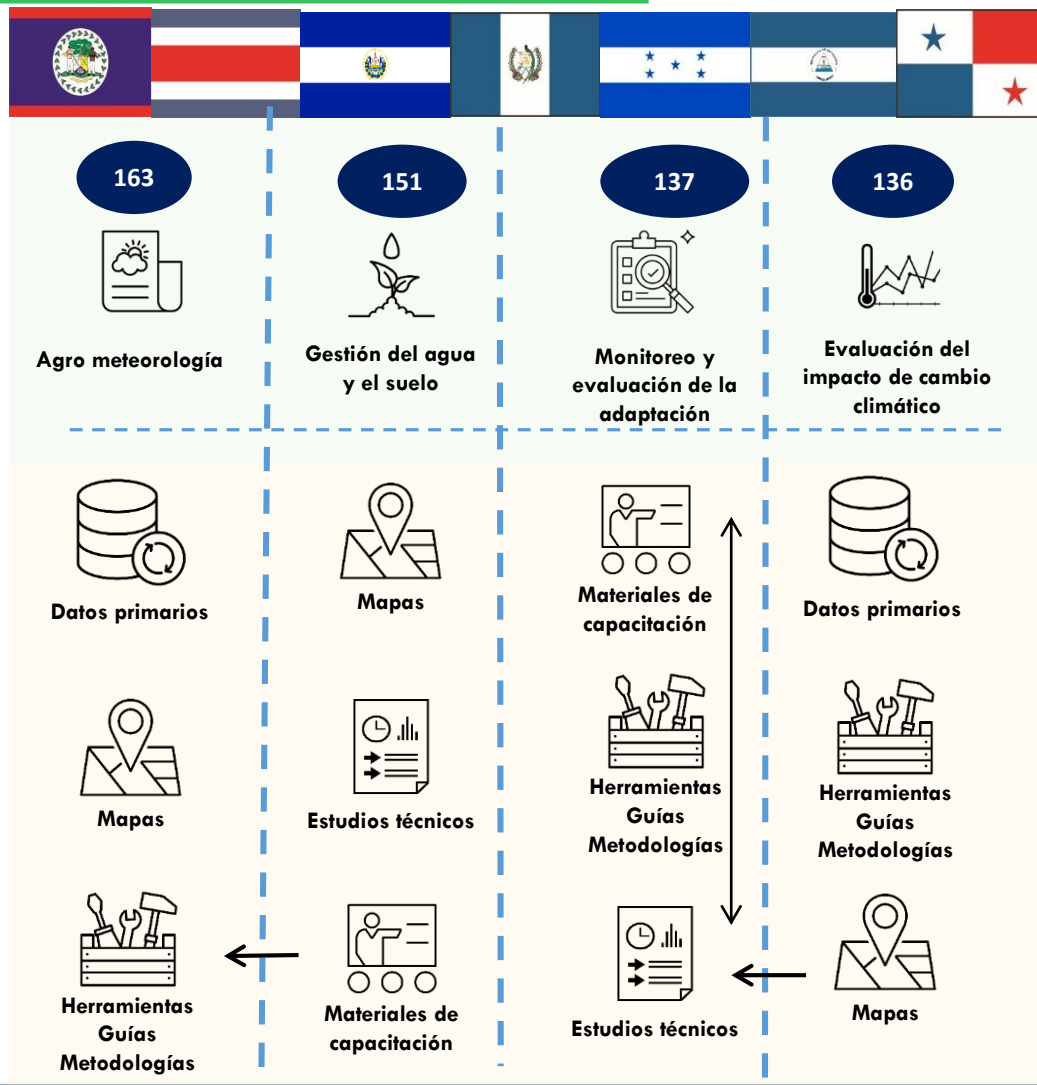 163
151
137
136
Agro meteorología
Gestión del agua
y el suelo
Monitoreo y
evaluación de la
adaptación
Evaluación del
impacto de cambio
climático
Datos primarios
Mapas
Materiales de
capacitación
Datos primarios
Mapas
Estudios técnicos
Herramientas
Guías
Metodologías
Herramientas
Guías
Metodologías
Herramientas
Guías
Metodologías
Materiales de
capacitación
Estudios técnicos
Mapas